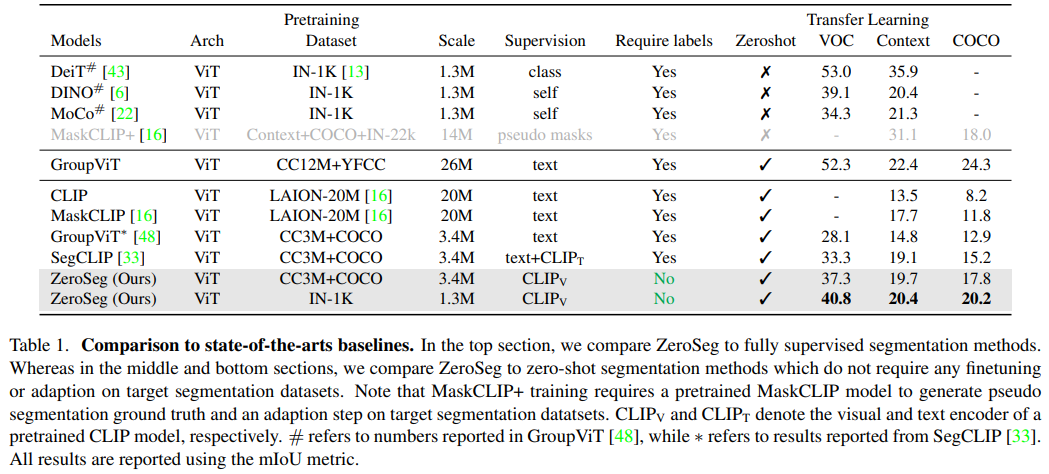 Pretraining Transfer Learning
Models Arch Dataset Scale Supervision Require labels Zeroshot VOC Context COCO
DeiT# [43] ViT IN-1K [13] 1.3M class Yes ✗ 53.0 35.9 -
DINO# [6] ViT IN-1K 1.3M self Yes ✗ 39.1 20.4 -
MoCo# [22] ViT IN-1K 1.3M self Yes ✗ 34.3 21.3 -
MaskCLIP+ [16] ViT Context+COCO+IN-22k 14M pseudo masks Yes ✗ - 31.1 18.0
GroupViT ViT CC12M+YFCC 26M text Yes ✓ 52.3 22.4 24.3
CLIP ViT LAION-20M [16] 20M text Yes ✓ - 13.5 8.2
MaskCLIP [16] ViT LAION-20M [16] 20M text Yes ✓ - 17.7 11.8
GroupViT* [48] ViT CC3M+COCO 3.4M text Yes ✓ 28.1 14.8 12.9
SegCLIP [33] ViT CC3M+COCO 3.4M text+CLIPT Yes ✓ 33.3 19.1 15.2
ZeroSeg (Ours) ViT CC3M+COCO 3.4M CLIPV No ✓ 37.3 19.7 17.8
ZeroSeg (Ours) ViT IN-1K 1.3M CLIPV No ✓ 40.8 20.4 20.2
Table 1. Comparison to state-of-the-arts baselines. In the top section, we compare ZeroSeg to fully supervised segmentation methods.
Whereas in the middle and bottom sections, we compare ZeroSeg to zero-shot segmentation methods which do not require any finetuning
or adaption on target segmentation datasets. Note that MaskCLIP+ training requires a pretrained MaskCLIP model to generate pseudo
segmentation ground truth and an adaption step on target segmentation datatsets. CLIPV and CLIPT denote the visual and text encoder of a
pretrained CLIP model, respectively. # refers to numbers reported in GroupViT [48], while * refers to results reported from SegCLIP [33].
All results are reported using the mIoU metric.